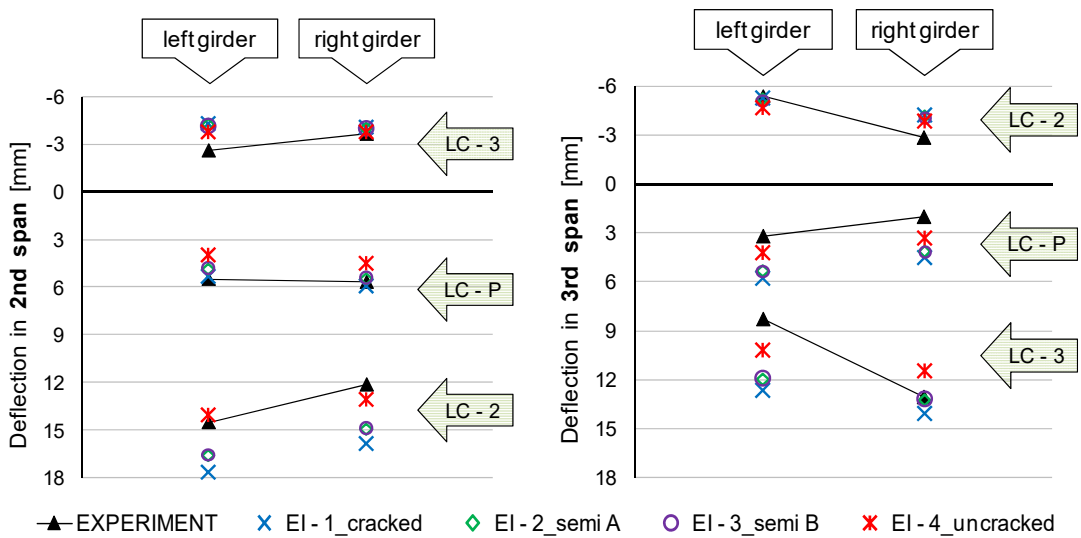 left girder
right girder
Deflection in 2nd span [mm]
-6
-3
0
3
6
9
12
15
18
LC - 3
LC - P
LC - 2
left girder
right girder
Deflection in 3rd span [mm]
-6
-3
0
3
6
9
12
15
18
LC - 2
LC - P
LC - 3
EXPERIMENT
EI - 1_cracked
EI - 2_semi A
EI - 3_semi B
EI - 4_uncracked